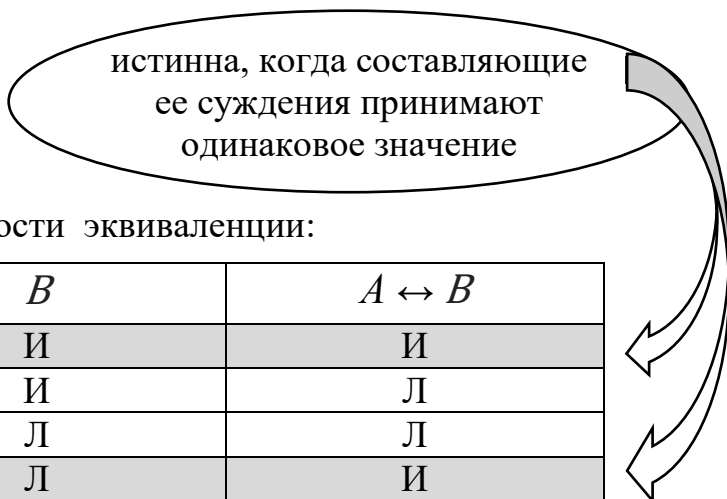 истинна, когда составляющие
ее суждения принимают
одинаковое значение
ости эквиваленции:
B A ↔ B
И И
И Л
Л Л
Л И